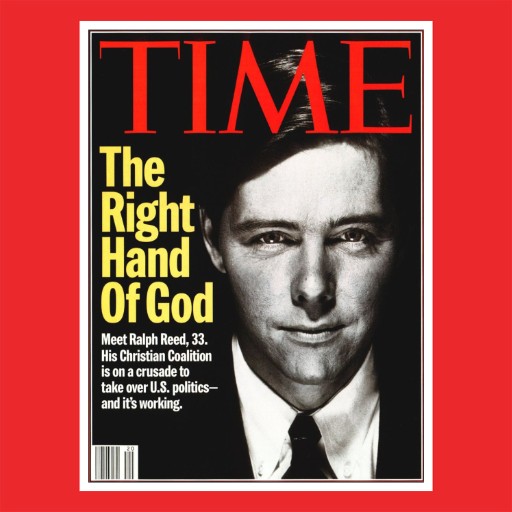 TIME
The
Right
Hand
Of God
Meet Ralph Reed, 33.
His Christian Coalition
is on a crusade to
take over U.S. politics—
and it's working.
20